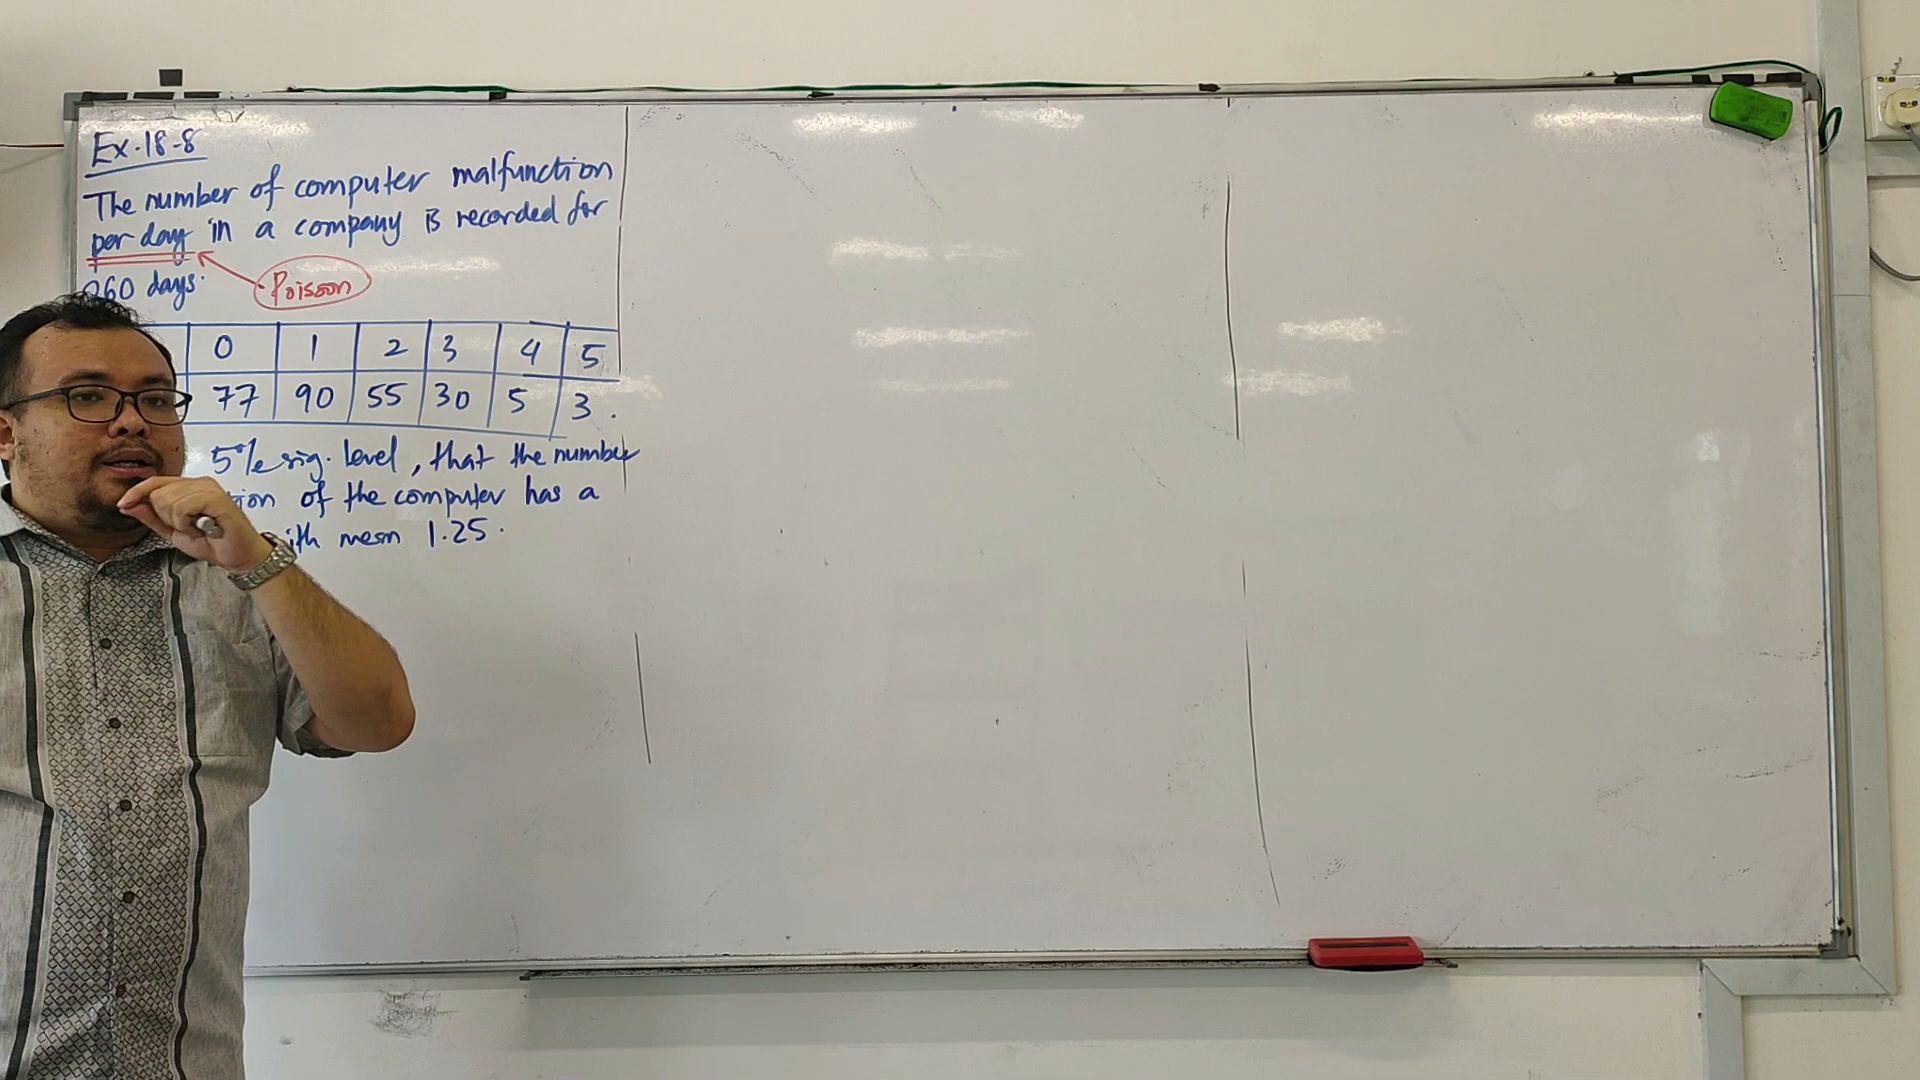 Ex.18-8
The number of computer malfunction
per day in a company is recorded for
260 days.
Poisson
0 1 2 3 4 5
77 90 55 30 5 3.
5% sig. level, that the number
tion of the computer has a
ith mean 1.25.